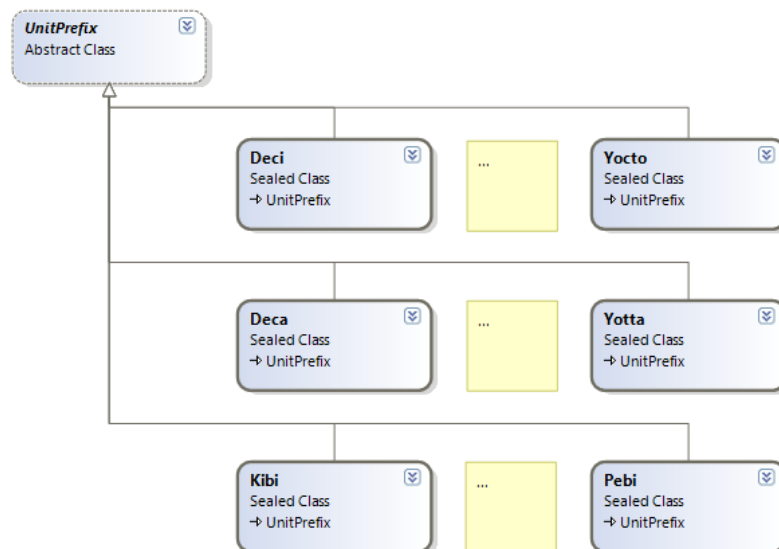 UnitPrefix
Abstract Class
Deci
Sealed Class
→ UnitPrefix
...
Yocto
Sealed Class
→ UnitPrefix
Deca
Sealed Class
→ UnitPrefix
...
Yotta
Sealed Class
→ UnitPrefix
Kibi
Sealed Class
→ UnitPrefix
...
Pebi
Sealed Class
→ UnitPrefix